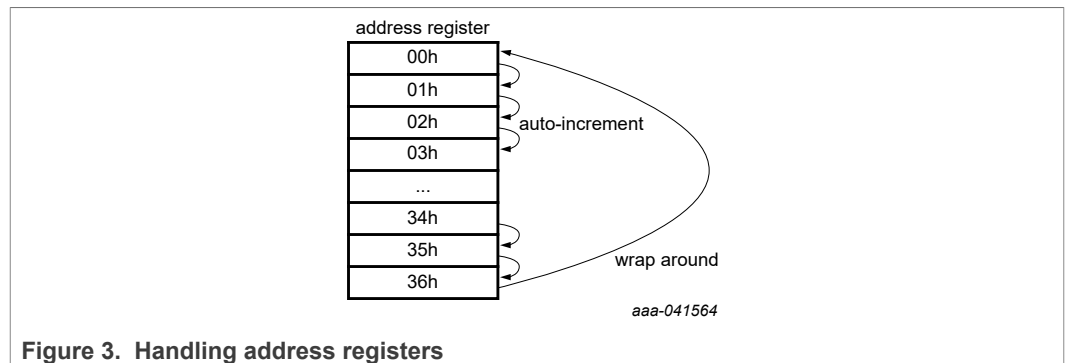 address register
00h
01h
02h
auto-increment
03h
...
34h
35h
wrap around
36h
aaa-041564
Figure 3. Handling address registers